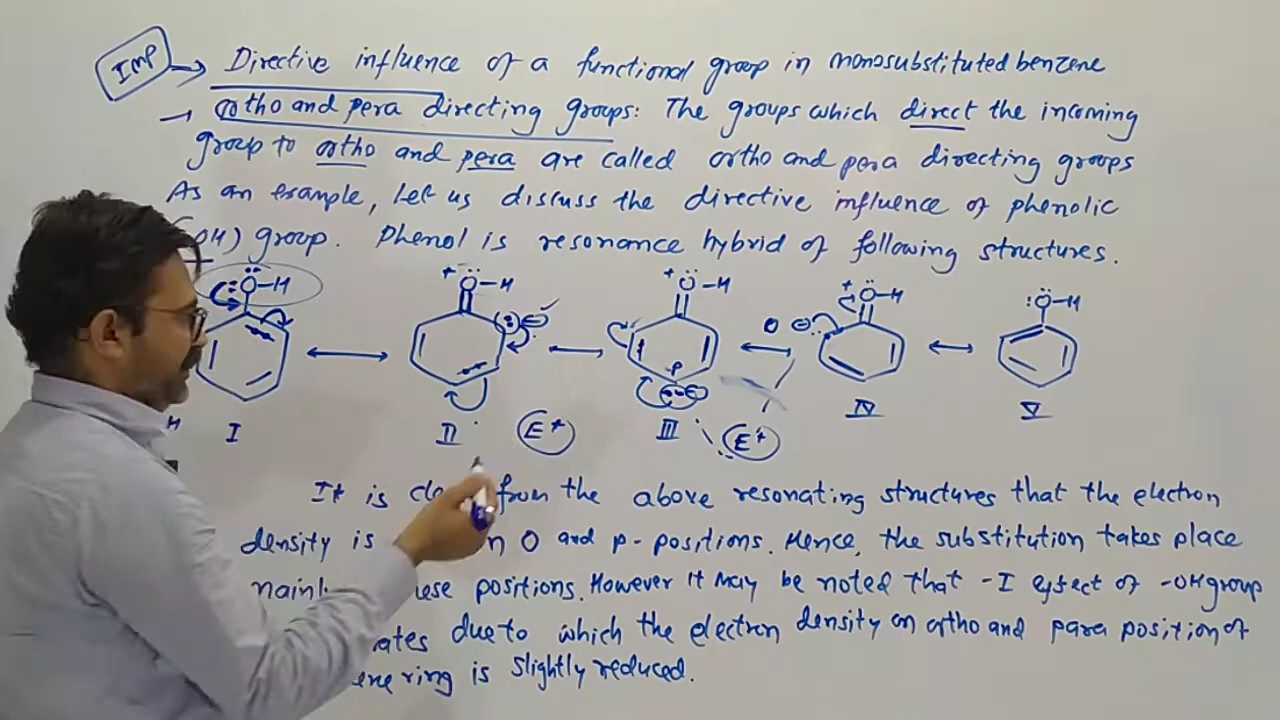 IMP → Directive influence of a functional group in monosubstituted benzene
→ Ortho and pera directing groups: The groups which direct the incoming
group to ortho and pera are called ortho and pera directing groups
As an example, Let us discuss the directive influence of phenolic
OH) group. Phenol is resonance hybrid of following structures.
:Ö-H
+ Ö-H
+ Ö-H
+ Ö-H
:Ö-H
H I
II
E+
III
E+
IV
V
O
P
It is from the above resonating structures that the electron
density is O and p-positions. Hence, the substitution takes place
positions. However it may be noted that -I effect of -OH group
due to which the electron density on ortho and para position of
ring is slightly reduced.